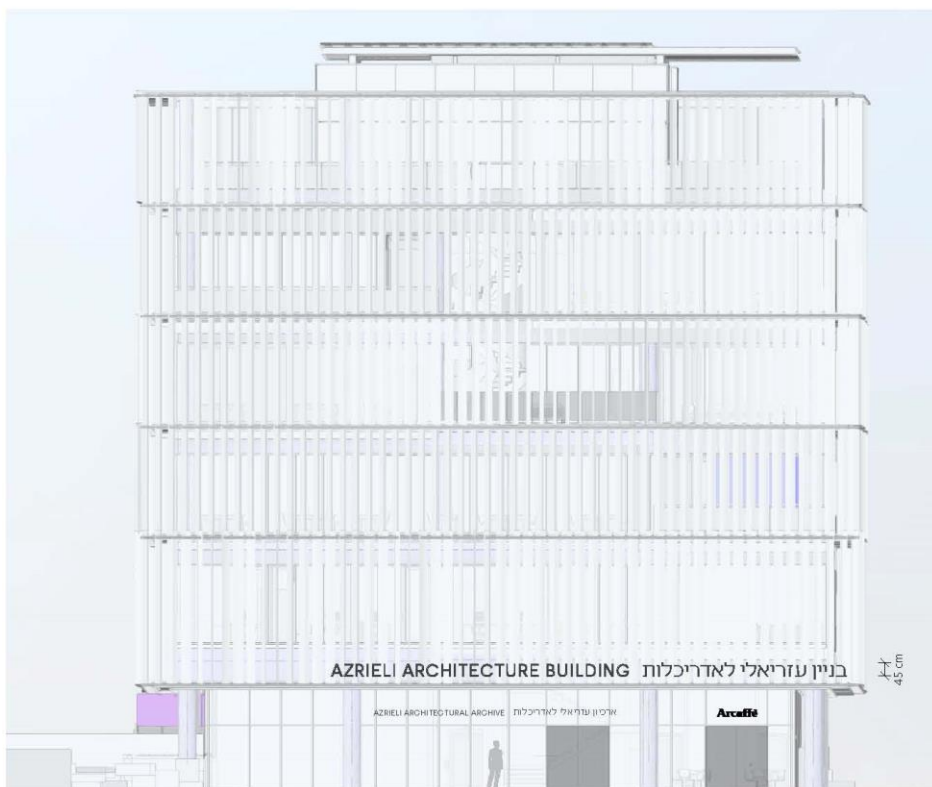 AZRIELI ARCHITECTURE BUILDING בניין עזריאלי לאדריכלות
45 cm
AZRIELI ARCHITECTURAL ARCHIVE ארכיון עזריאלי לאדריכלות
Arcaffé